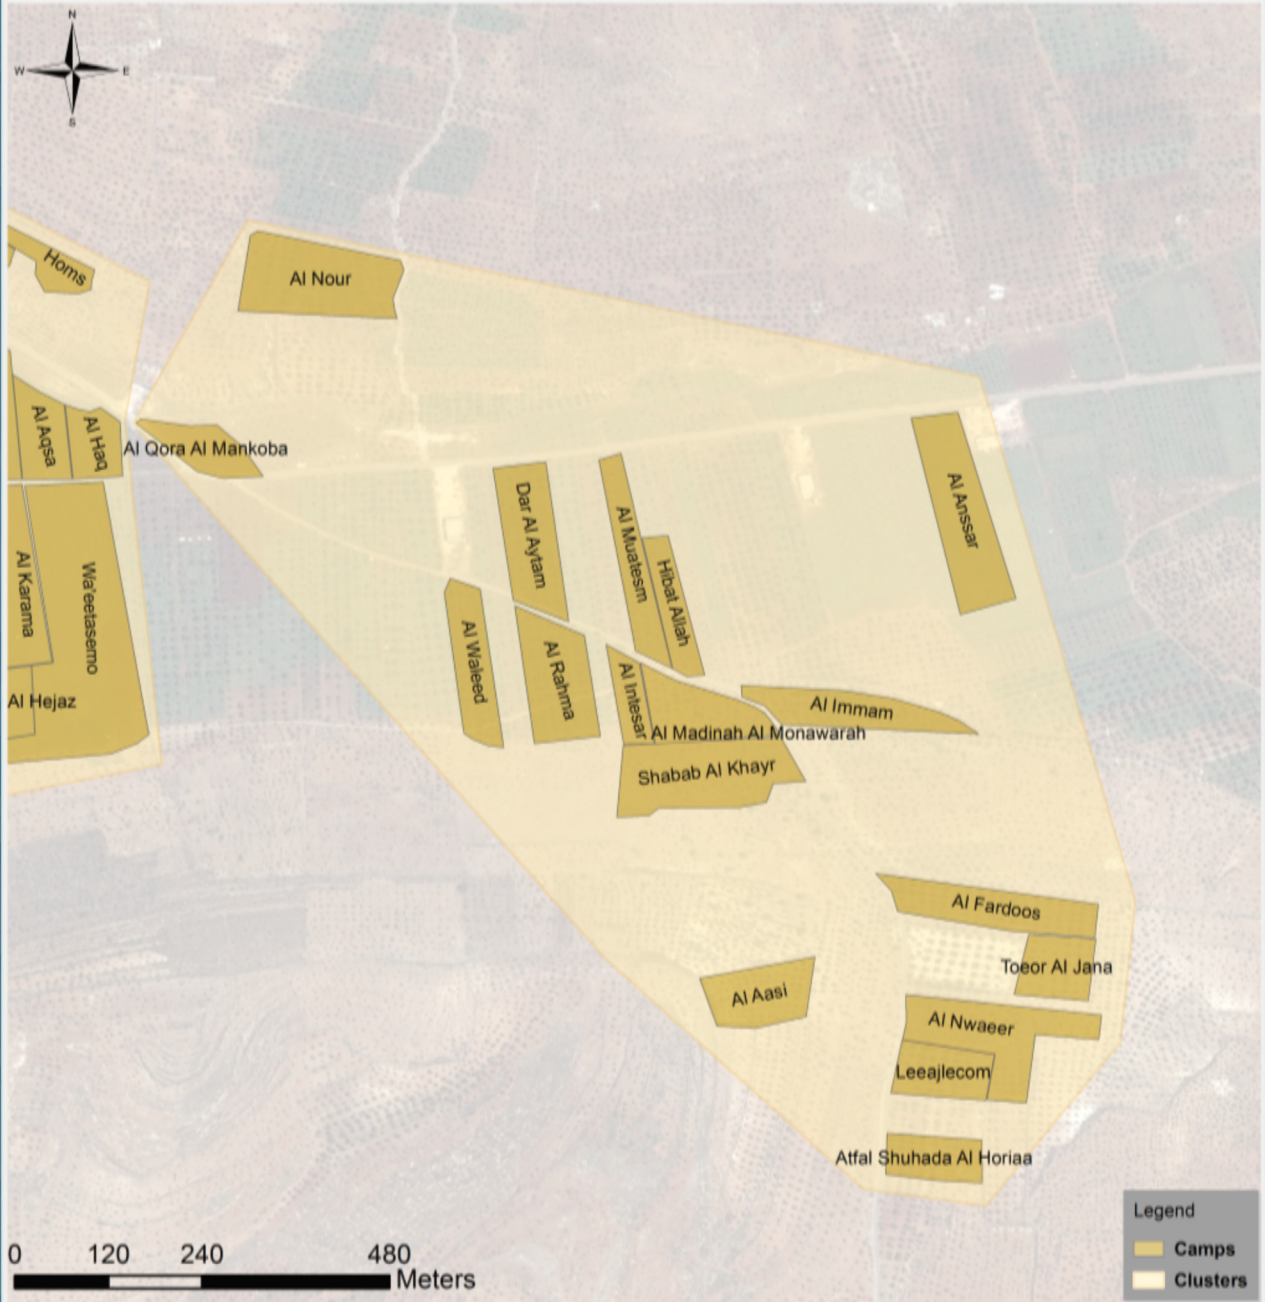 N
W E
S
Homs
Al Nour
Al Aqsa
Al Haq
Al Qora Al Mankoba
Dar Al Aytam
Al Muatesm
Hibat Allah
Al Anssar
Al Karama
Wa'eetasemo
Al Waleed
Al Rahma
Al Intesar
Al Hejaz
Al Immam
Al Madinah Al Monawarah
Shabab Al Khayr
Al Fardoos
Toeor Al Jana
Al Aasi
Al Nwaeer
Leeajlecom
Atfal Shuhada Al Horiaa
Legend
Camps
Clusters
0 120 240 480
Meters